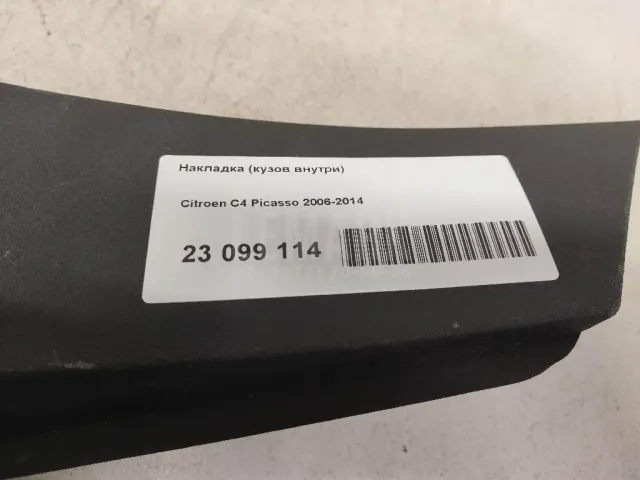 Накладка (кузов внутри)
Citroen C4 Picasso 2006-2014
23 099 114